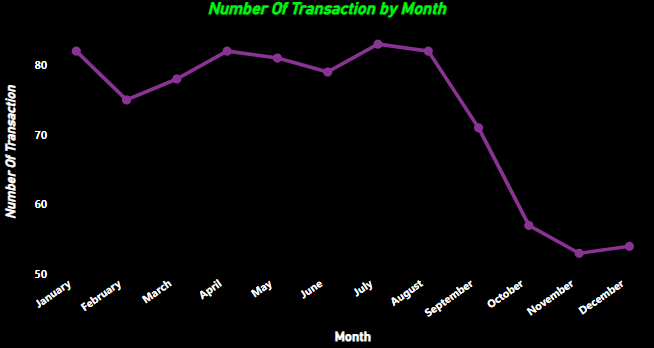 Number Of Transaction by Month
Number Of Transaction
80
70
60
50
January
February
March
April
May
June
July
August
September
October
November
December
Month